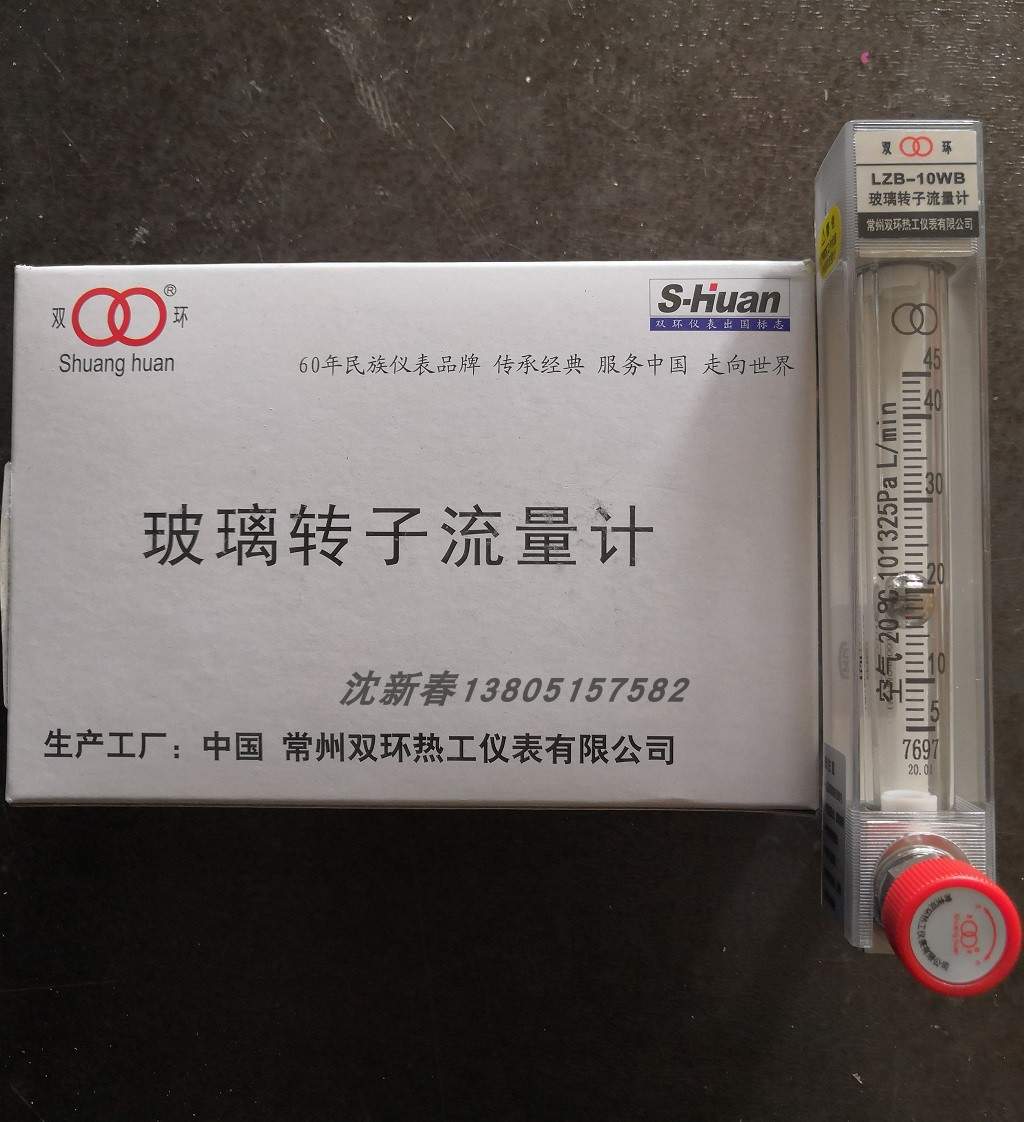 双 环
®
Shuang huan
S-Huan
双环仪表出国标志
60年民族仪表品牌 传承经典 服务中国 走向世界
玻璃转子流量计
沈新春13805157582
生产工厂：中国 常州双环热工仪表有限公司
双 环
LZB-10WB
玻璃转子流量计
常州双环热工仪表有限公司
45
40
30
20
10
5
空气 20℃ 101325Pa L/min
7697